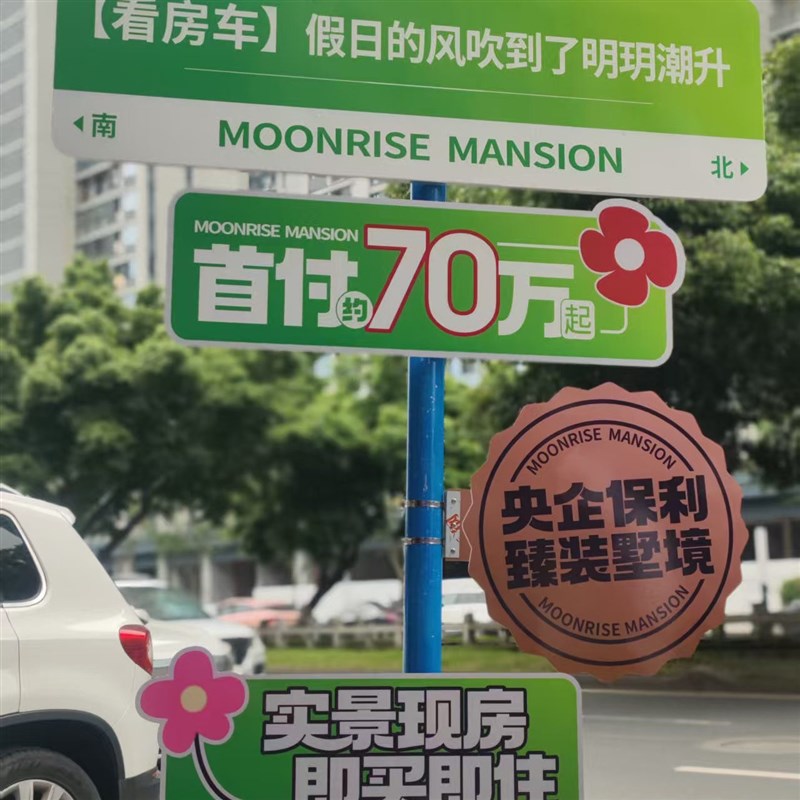 【看房车】假日的风吹到了明玥潮升
南 MOONRISE MANSION 北
MOONRISE MANSION
首付约70万起
MOONRISE MANSION
央企保利
臻装墅境
MOONRISE MANSION
实景现房
即买即住